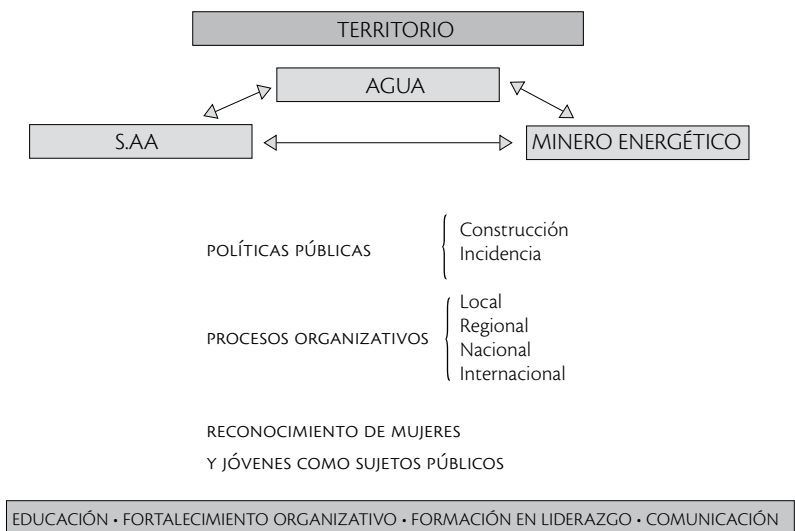 TERRITORIO
AGUA
S.AA
MINERO ENERGÉTICO
POLÍTICAS PÚBLICAS
Construcción
Incidencia
PROCESOS ORGANIZATIVOS
Local
Regional
Nacional
Internacional
RECONOCIMIENTO DE MUJERES
Y JÓVENES COMO SUJETOS PÚBLICOS
EDUCACIÓN • FORTALECIMIENTO ORGANIZATIVO • FORMACIÓN EN LIDERAZGO • COMUNICACIÓN